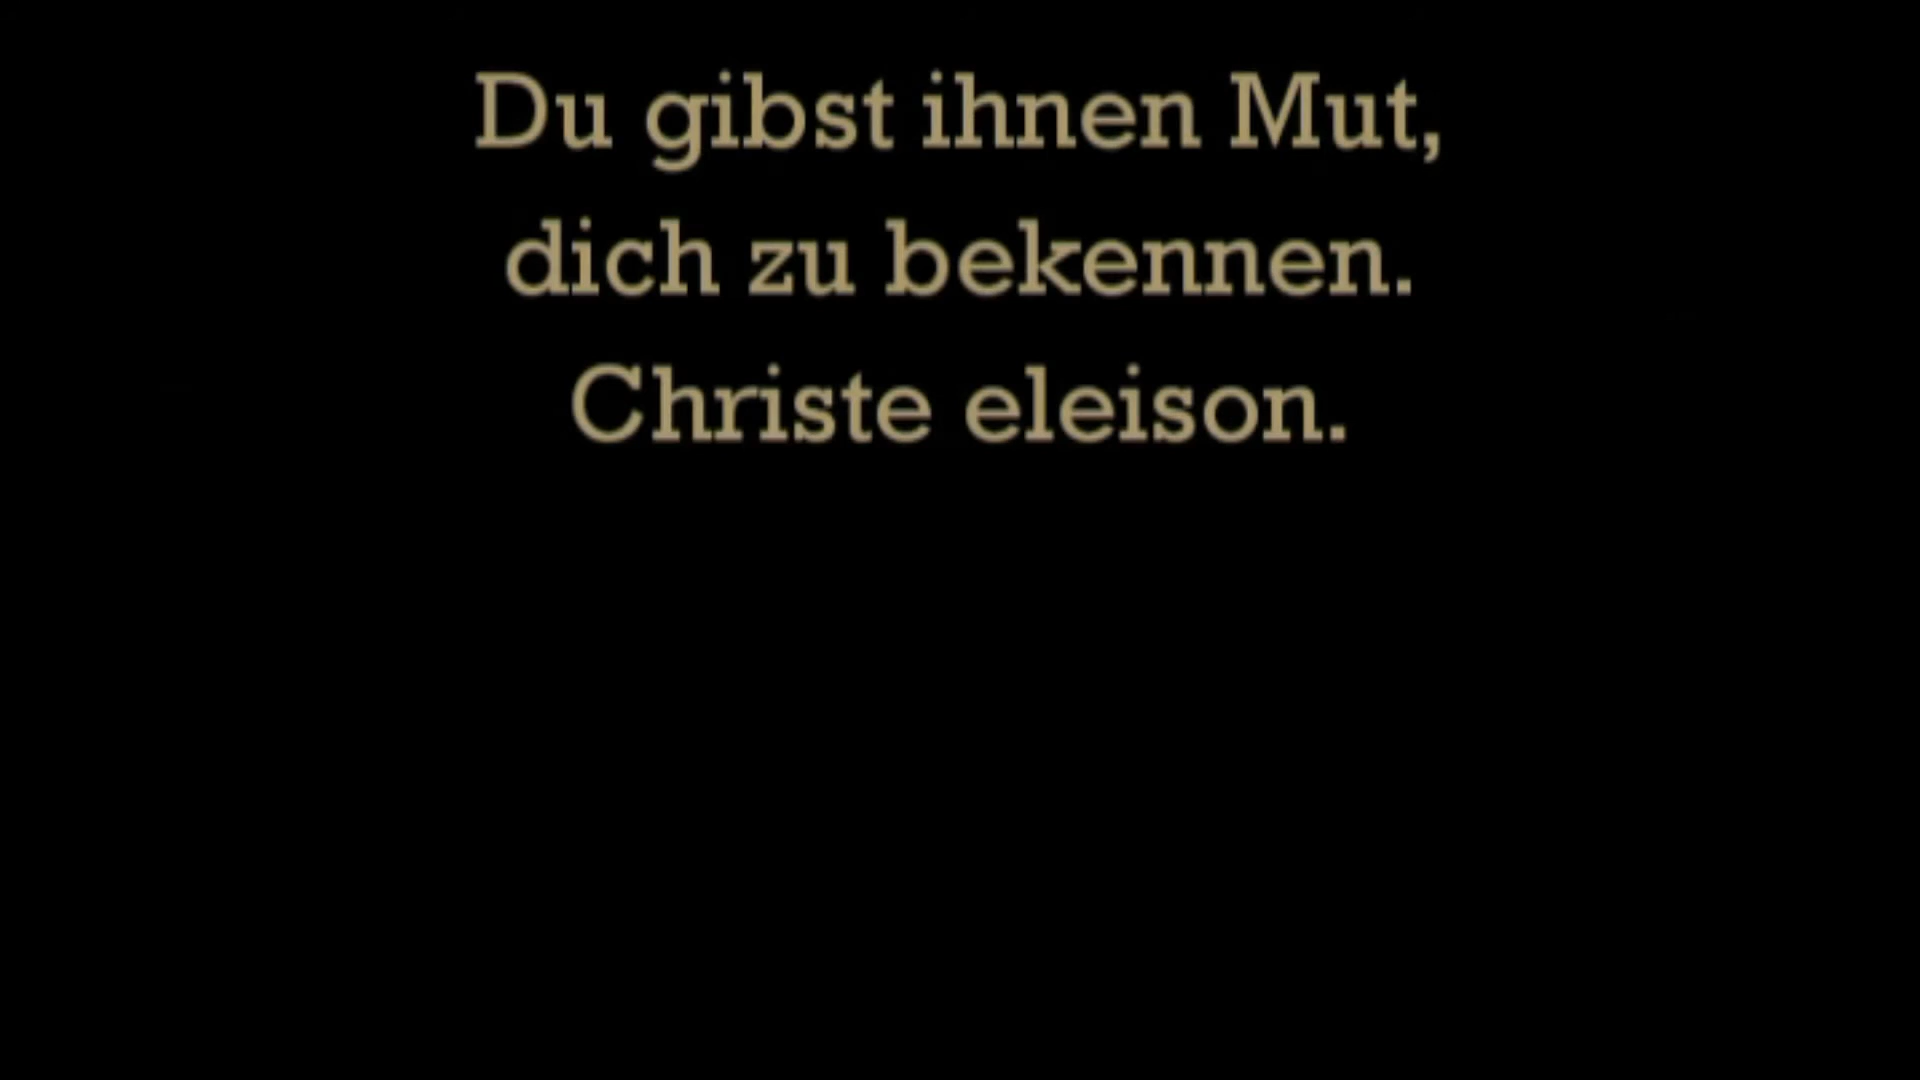 Du gibst ihnen Mut,
dich zu bekennen.
Christe eleison.